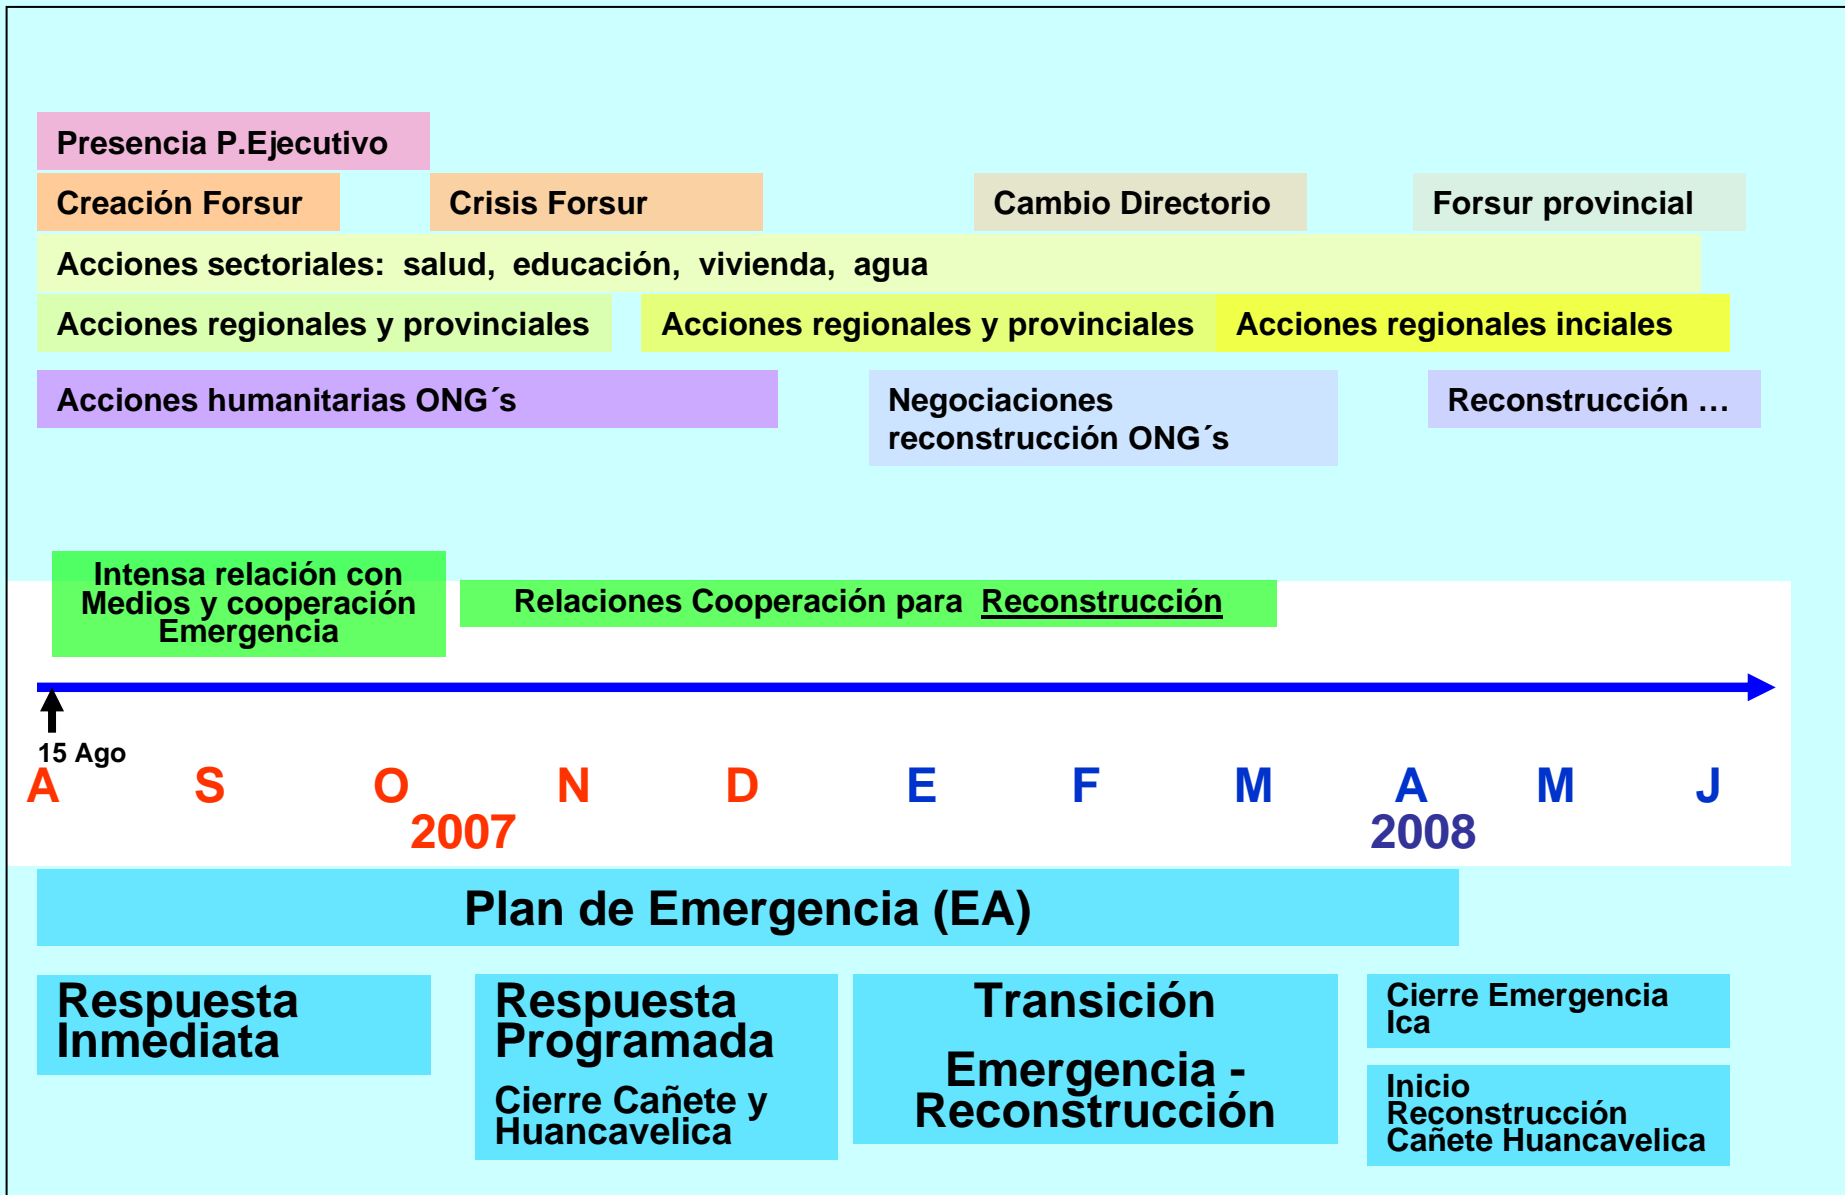 Presencia P.Ejecutivo
Creación Forsur
Crisis Forsur
Cambio Directorio
Forsur provincial
Acciones sectoriales: salud, educación, vivienda, agua
Acciones regionales y provinciales
Acciones regionales y provinciales
Acciones regionales inciales
Acciones humanitarias ONG´s
Negociaciones
reconstrucción ONG´s
Reconstrucción …
Intensa relación con
Medios y cooperación
Emergencia
Relaciones Cooperación para Reconstrucción
15 Ago
A S O N D E F M A M J
2007 2008
Plan de Emergencia (EA)
Respuesta
Inmediata
Respuesta
Programada
Cierre Cañete y
Huancavelica
Transición
Emergencia -
Reconstrucción
Cierre Emergencia
Ica
Inicio
Reconstrucción
Cañete Huancavelica